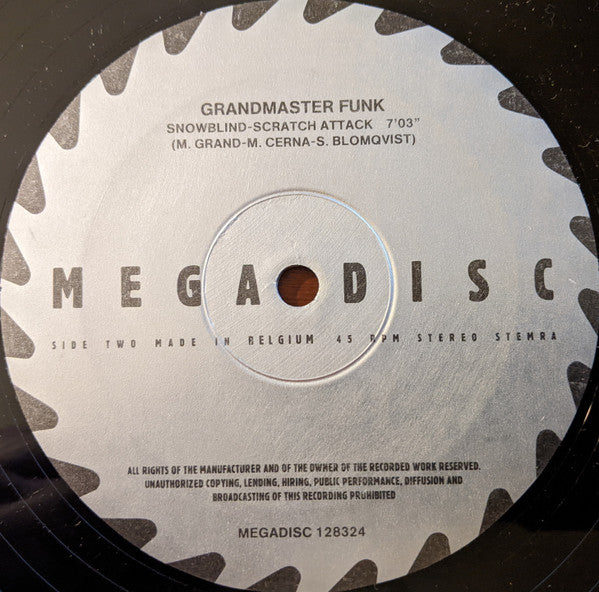 GRANDMASTER FUNK
SNOWBLIND-SCRATCH ATTACK 7'03"
(M. GRAND-M. CERNA-S. BLOMQVIST)
MEGADISC
SIDE TWO MADE IN BELGIUM 45 RPM STEREO STEMRA
ALL RIGHTS OF THE MANUFACTURER AND OF THE OWNER OF THE RECORDED WORK RESERVED.
UNAUTHORIZED COPYING, LENDING, HIRING, PUBLIC PERFORMANCE, DIFFUSION AND
BROADCASTING OF THIS RECORDING PROHIBITED
MEGADISC 128324